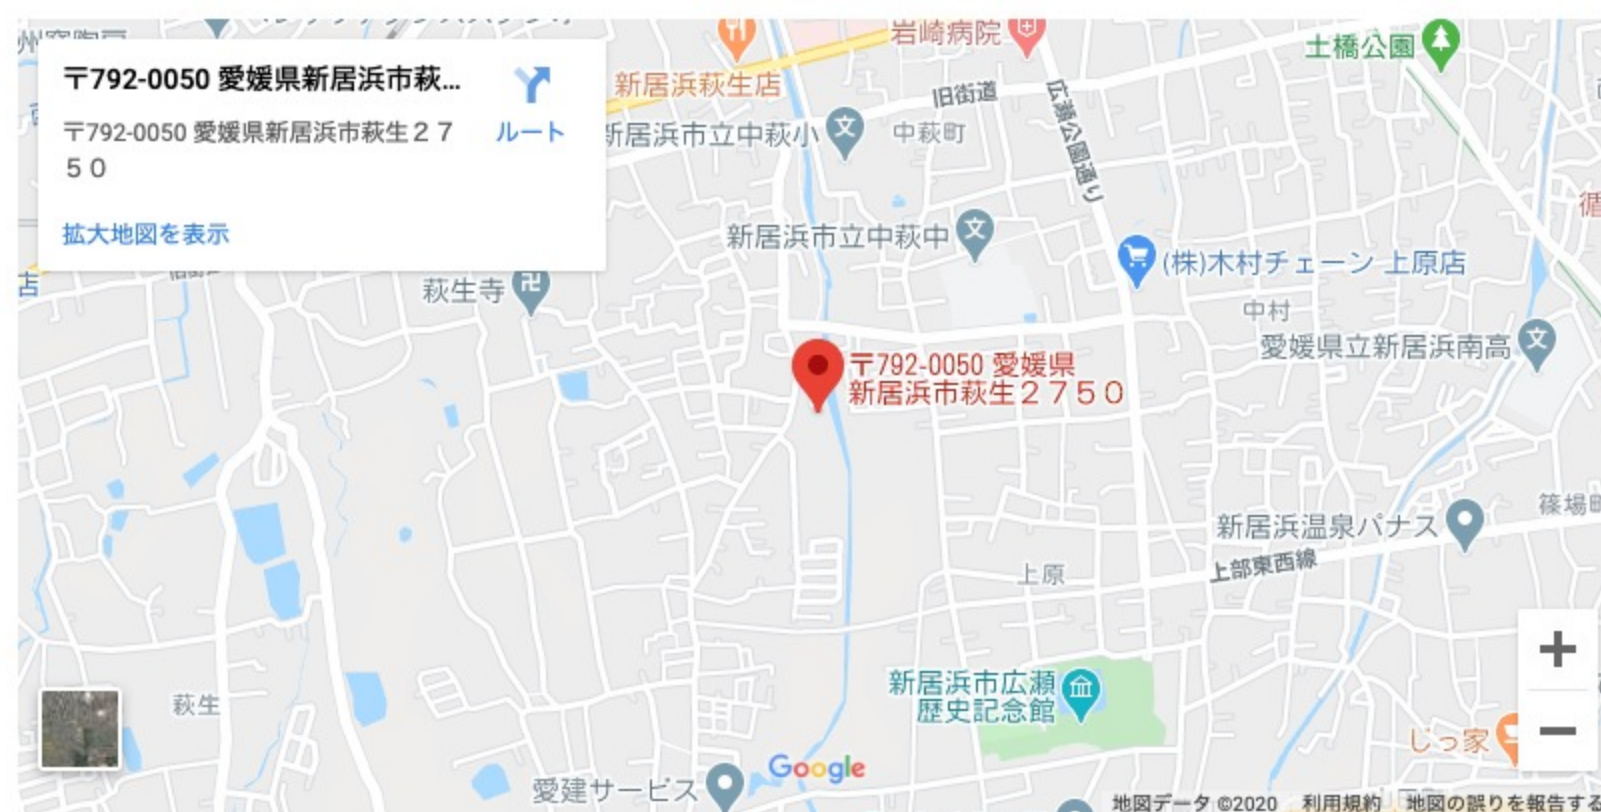 〒792-0050 愛媛県新居浜市萩...
〒792-0050 愛媛県新居浜市萩生２７
５０
ルート
拡大地図を表示
岩崎病院
土橋公園
新居浜萩生店
旧街道
広瀬公園通り
新居浜市立中萩小
文
中萩町
新居浜市立中萩中
文
(株)木村チェーン 上原店
循
店
萩生寺
卍
中村
愛媛県立新居浜南高
文
〒792-0050 愛媛県
新居浜市萩生２７５０
篠場町
新居浜温泉パナス
上部東西線
上原
新居浜市広瀬
歴史記念館
萩生
じっ家
Google
愛建サービス
+
−
地図データ ©2020 利用規約 地図の誤りを報告する